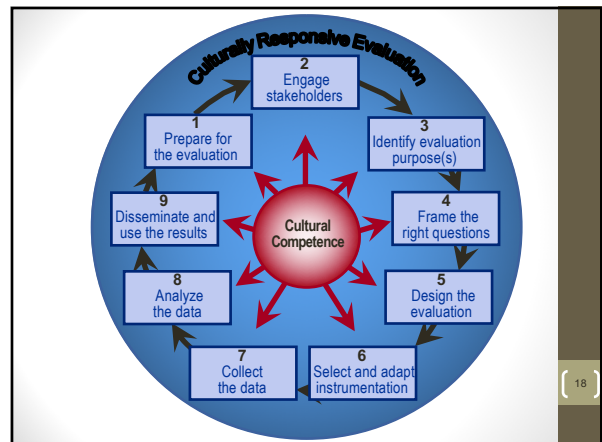 Culturally Responsive Evaluation
1
Prepare for
the evaluation
2
Engage
stakeholders
3
Identify evaluation
purpose(s)
4
Frame the
right questions
5
Design the
evaluation
6
Select and adapt
instrumentation
7
Collect
the data
8
Analyze
the data
9
Disseminate and
use the results
Cultural
Competence
18